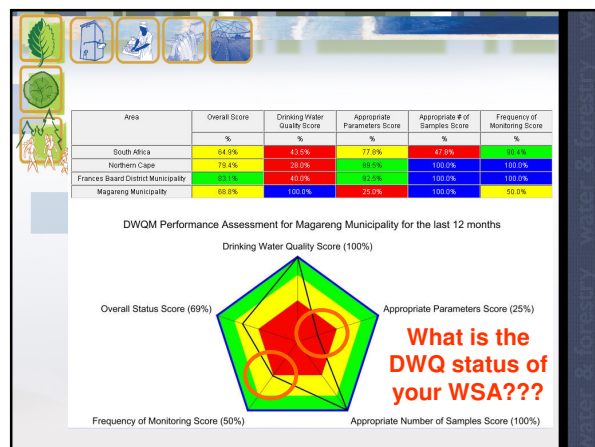 Area Overall Score Drinking Water Quality Score Appropriate Parameters Score Appropriate # of Samples Score Frequency of Monitoring Score
% % % % %
South Africa 64.9% 43.5% 77.8% 47.8% 90.4%
Northern Cape 79.4% 28.0% 89.5% 100.0% 100.0%
Frances Baard District Municipality 83.1% 40.0% 92.5% 100.0% 100.0%
Magareng Municipality 68.8% 100.0% 25.0% 100.0% 50.0%
DWQM Performance Assessment for Magareng Municipality for the last 12 months
Drinking Water Quality Score (100%)
Overall Status Score (69%)
Appropriate Parameters Score (25%)
What is the
DWQ status of
your WSA???
Frequency of Monitoring Score (50%)
Appropriate Number of Samples Score (100%)
water & forestry water & forestry